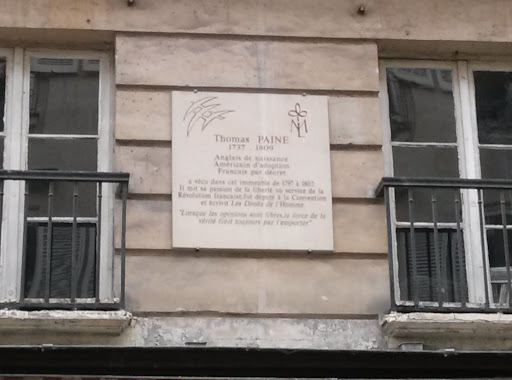 Thomas PAINE
1737 - 1809
Anglais de naissance
Américain d'adoption
Français par décret
a vécu dans cet immeuble de 1797 à 1802
Il mit sa passion de la liberté au service de la
Révolution française, fut député à la Convention
et écrivit Les Droits de l'Homme
"Lorsque les opinions sont libres, la force de la
vérité finit toujours par l'emporter"